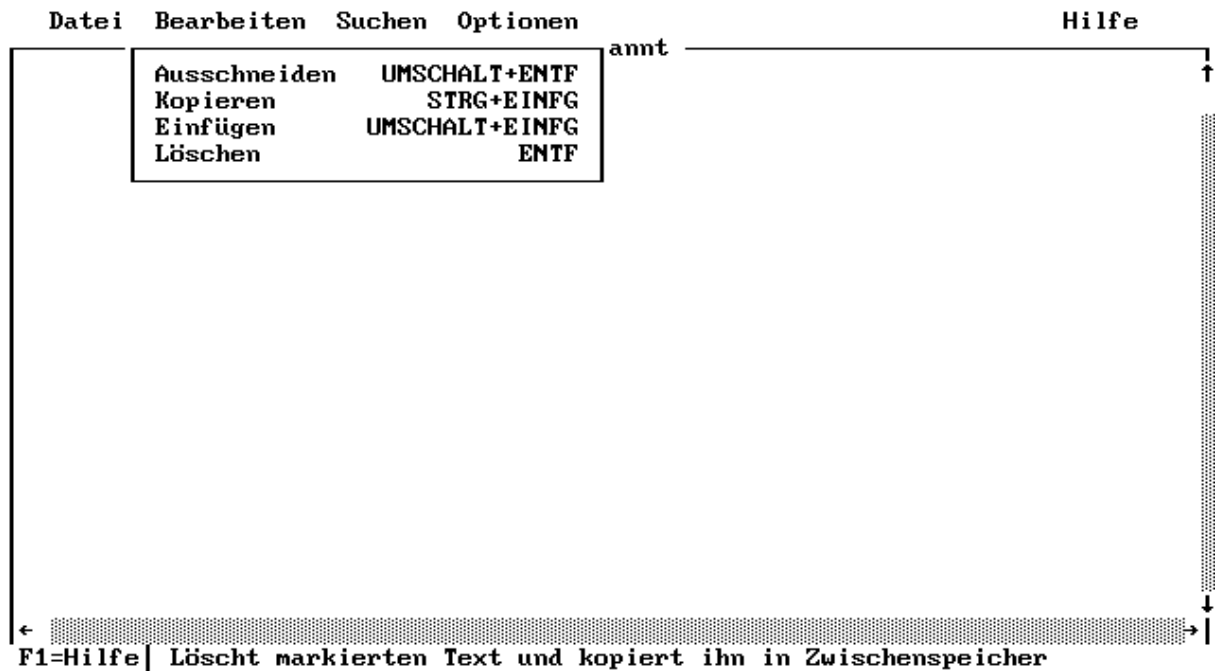 Datei Bearbeiten Suchen Optionen Hilfe
annt
Ausschneiden UMSCHALT+ENTF
Kopieren STRG+EINFG
Einfügen UMSCHALT+EINFG
Löschen ENTF
F1=Hilfe Löscht markierten Text und kopiert ihn in Zwischenspeicher